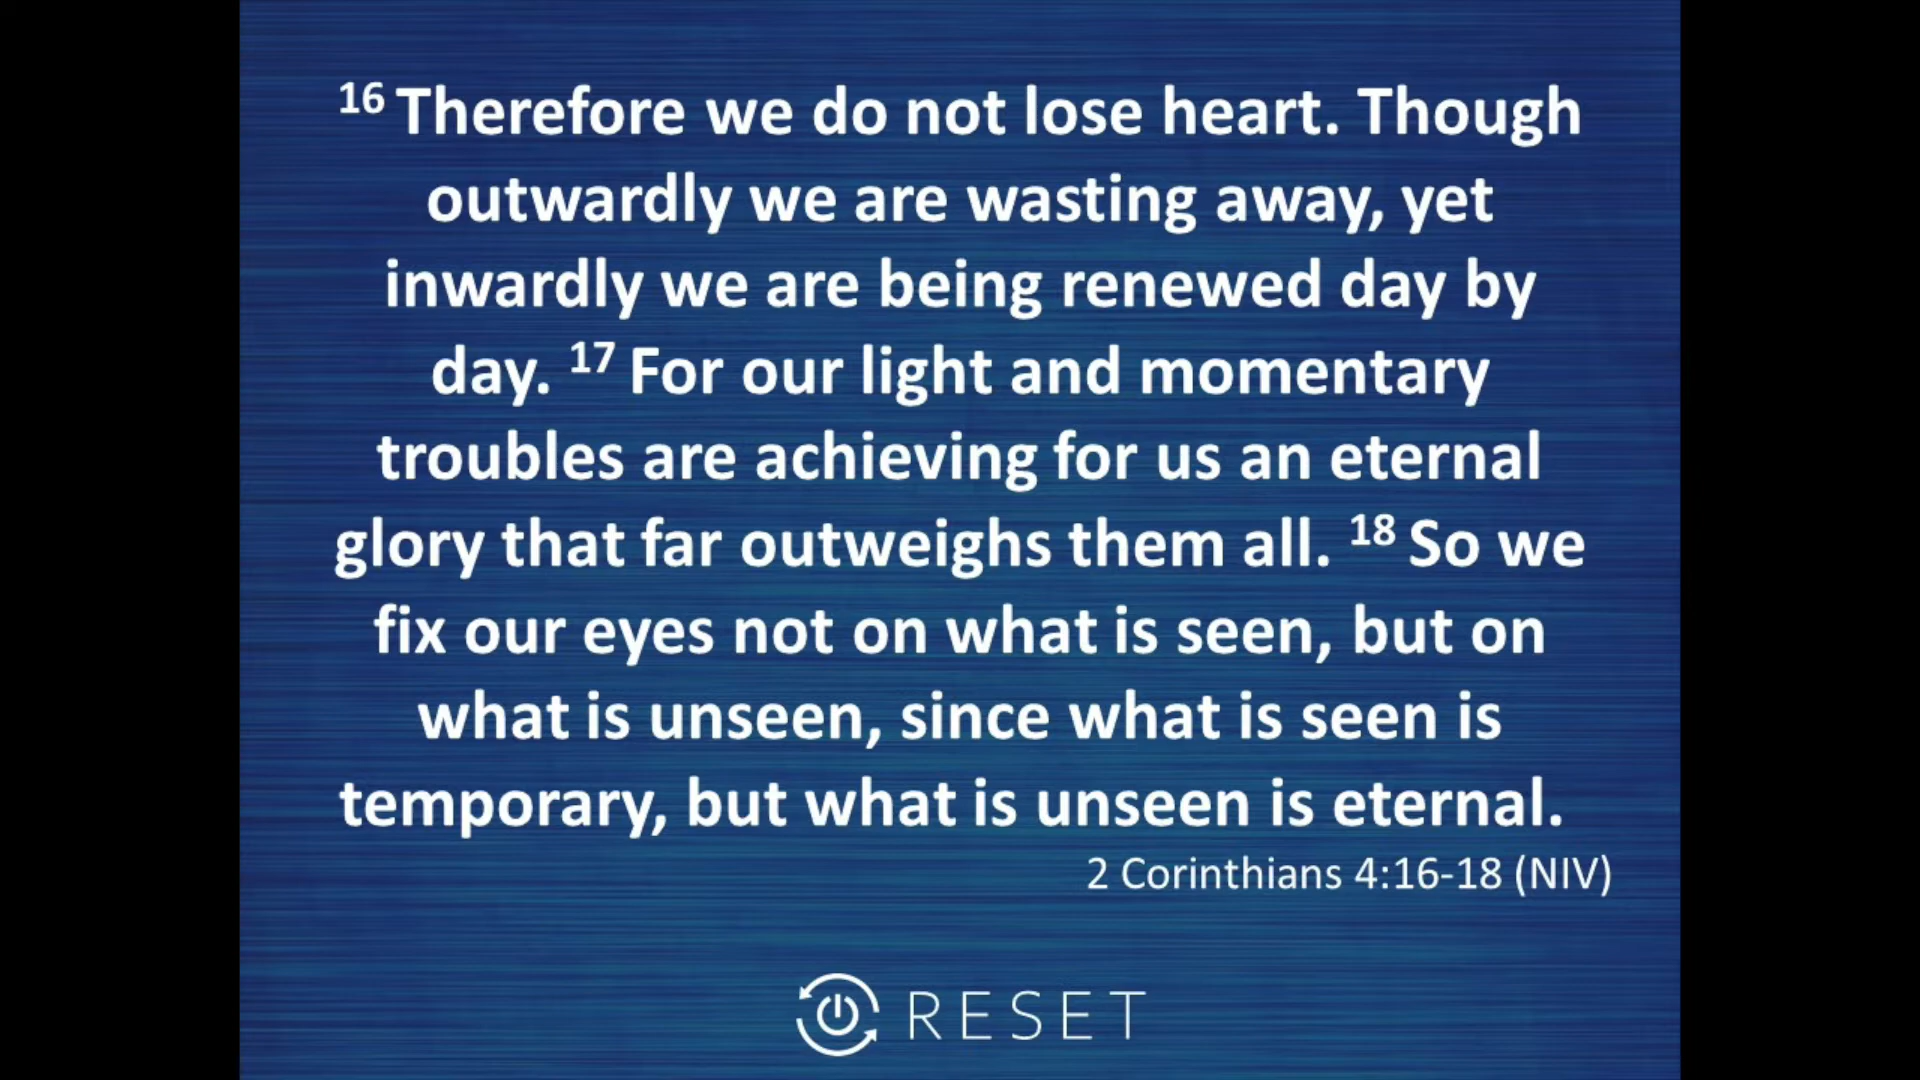 16 Therefore we do not lose heart. Though
outwardly we are wasting away, yet
inwardly we are being renewed day by
day. 17 For our light and momentary
troubles are achieving for us an eternal
glory that far outweighs them all. 18 So we
fix our eyes not on what is seen, but on
what is unseen, since what is seen is
temporary, but what is unseen is eternal.
2 Corinthians 4:16-18 (NIV)
RESET